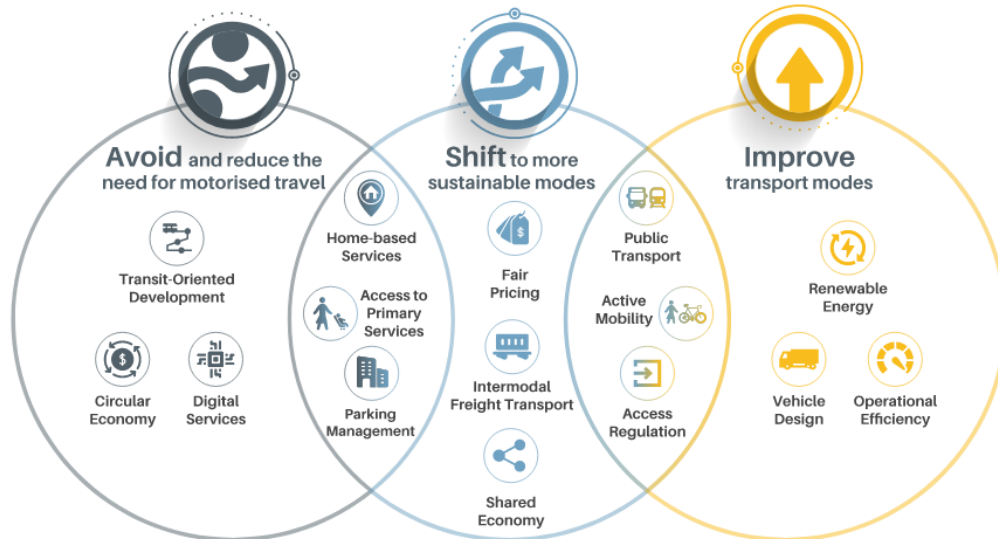 Avoid and reduce the
need for motorised travel
Shift to more
sustainable modes
Improve
transport modes
Transit-Oriented
Development
Circular
Economy
Digital
Services
Home-based
Services
Access to
Primary
Services
Parking
Management
Fair
Pricing
Intermodal
Freight Transport
Shared
Economy
Public
Transport
Active
Mobility
Access
Regulation
Renewable
Energy
Vehicle
Design
Operational
Efficiency